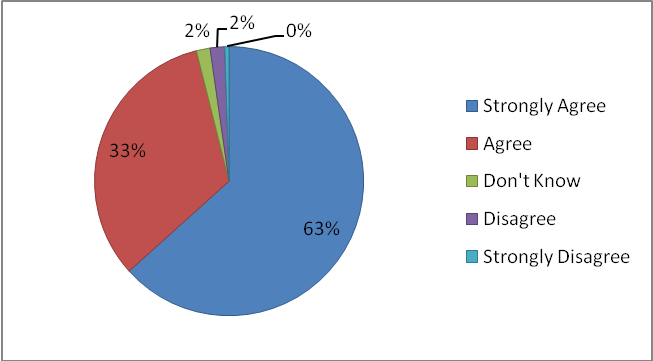 2%
2%
0%
33%
63%
Strongly Agree
Agree
Don't Know
Disagree
Strongly Disagree